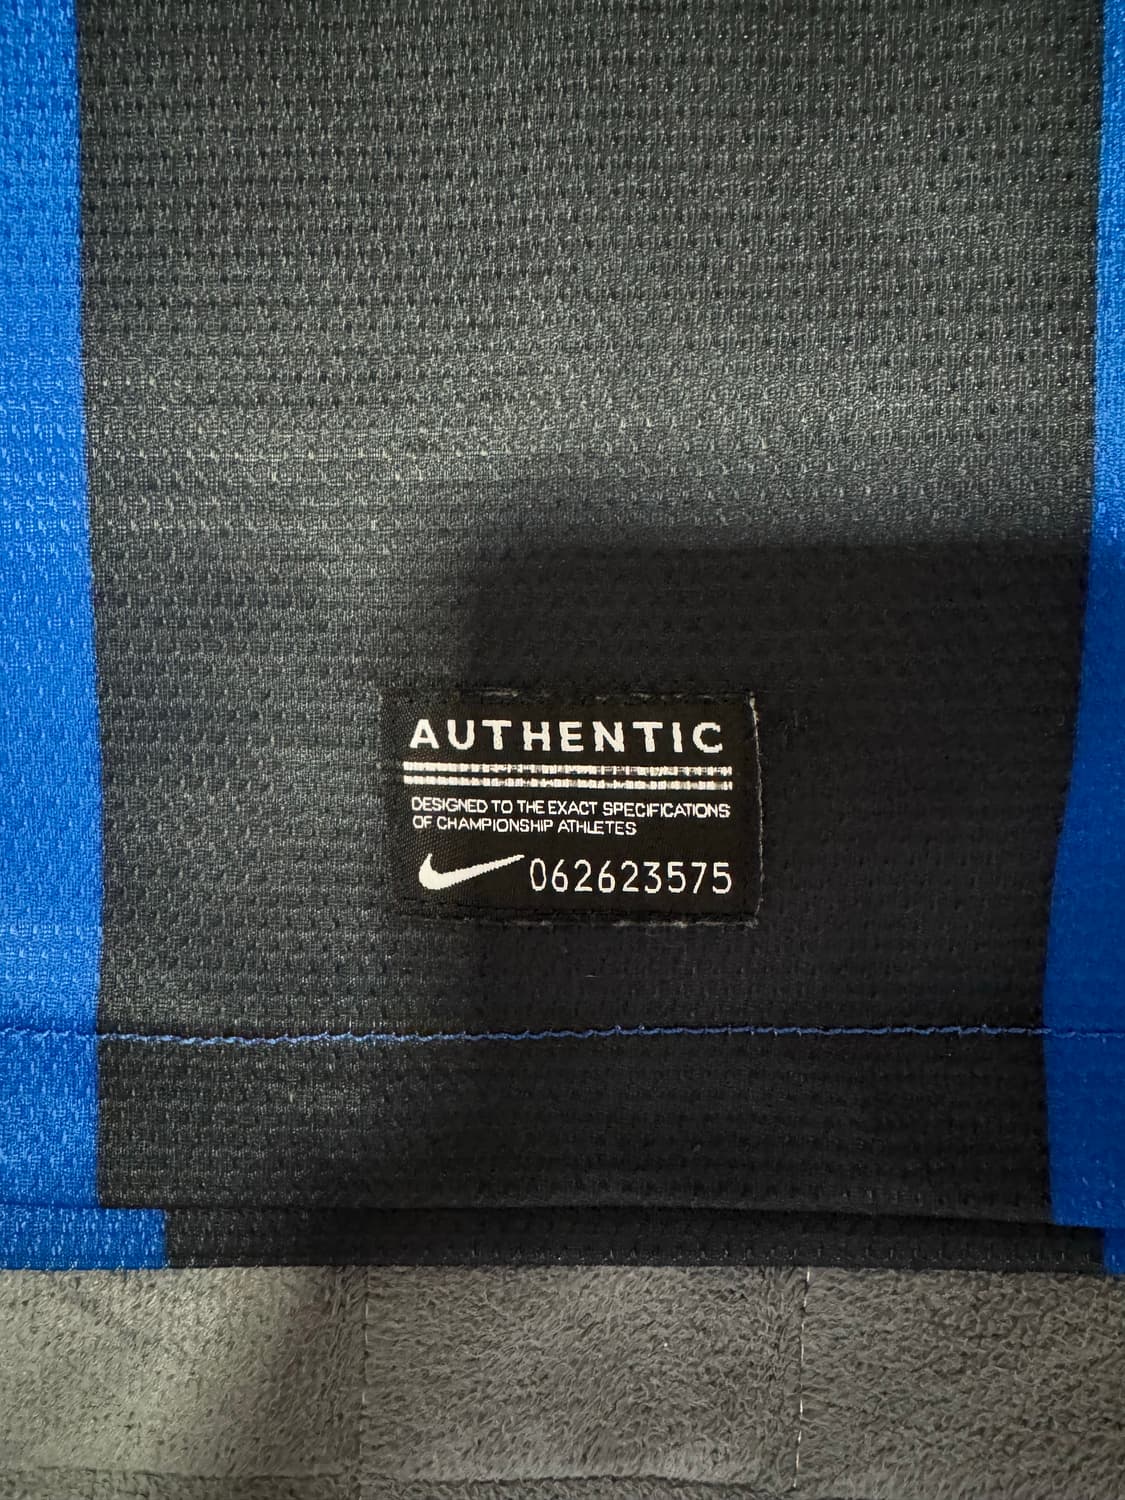 AUTHENTIC
DESIGNED TO THE EXACT SPECIFICATIONS
OF CHAMPIONSHIP ATHLETES
062623575